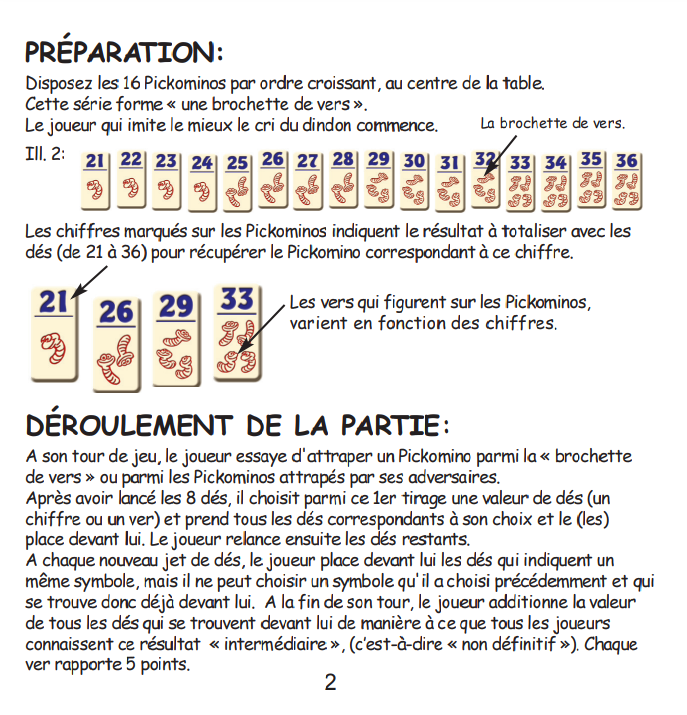 PRÉPARATION:
Disposez les 16 Pickominos par ordre croissant, au centre de la table.
Cette série forme « une brochette de vers ».
Le joueur qui imite le mieux le cri du dindon commence.
La brochette de vers.
Ill. 2:
21 22 23 24 25 26 27 28 29 30 31 32 33 34 35 36
Les chiffres marqués sur les Pickominos indiquent le résultat à totaliser avec les
dés (de 21 à 36) pour récupérer le Pickomino correspondant à ce chiffre.
21 26 29 33
Les vers qui figurent sur les Pickominos,
varient en fonction des chiffres.
DÉROULEMENT DE LA PARTIE:
A son tour de jeu, le joueur essaye d'attraper un Pickomino parmi la « brochette
de vers » ou parmi les Pickominos attrapés par ses adversaires.
Après avoir lancé les 8 dés, il choisit parmi ce 1er tirage une valeur de dés (un
chiffre ou un ver) et prend tous les dés correspondants à son choix et le (les)
place devant lui. Le joueur relance ensuite les dés restants.
A chaque nouveau jet de dés, le joueur place devant lui les dés qui indiquent un
même symbole, mais il ne peut choisir un symbole qu'il a choisi précédemment et qui
se trouve donc déjà devant lui. A la fin de son tour, le joueur additionne la valeur
de tous les dés qui se trouvent devant lui de manière à ce que tous les joueurs
connaissent ce résultat « intermédiaire », (c'est-à-dire « non définitif »). Chaque
ver rapporte 5 points.
2